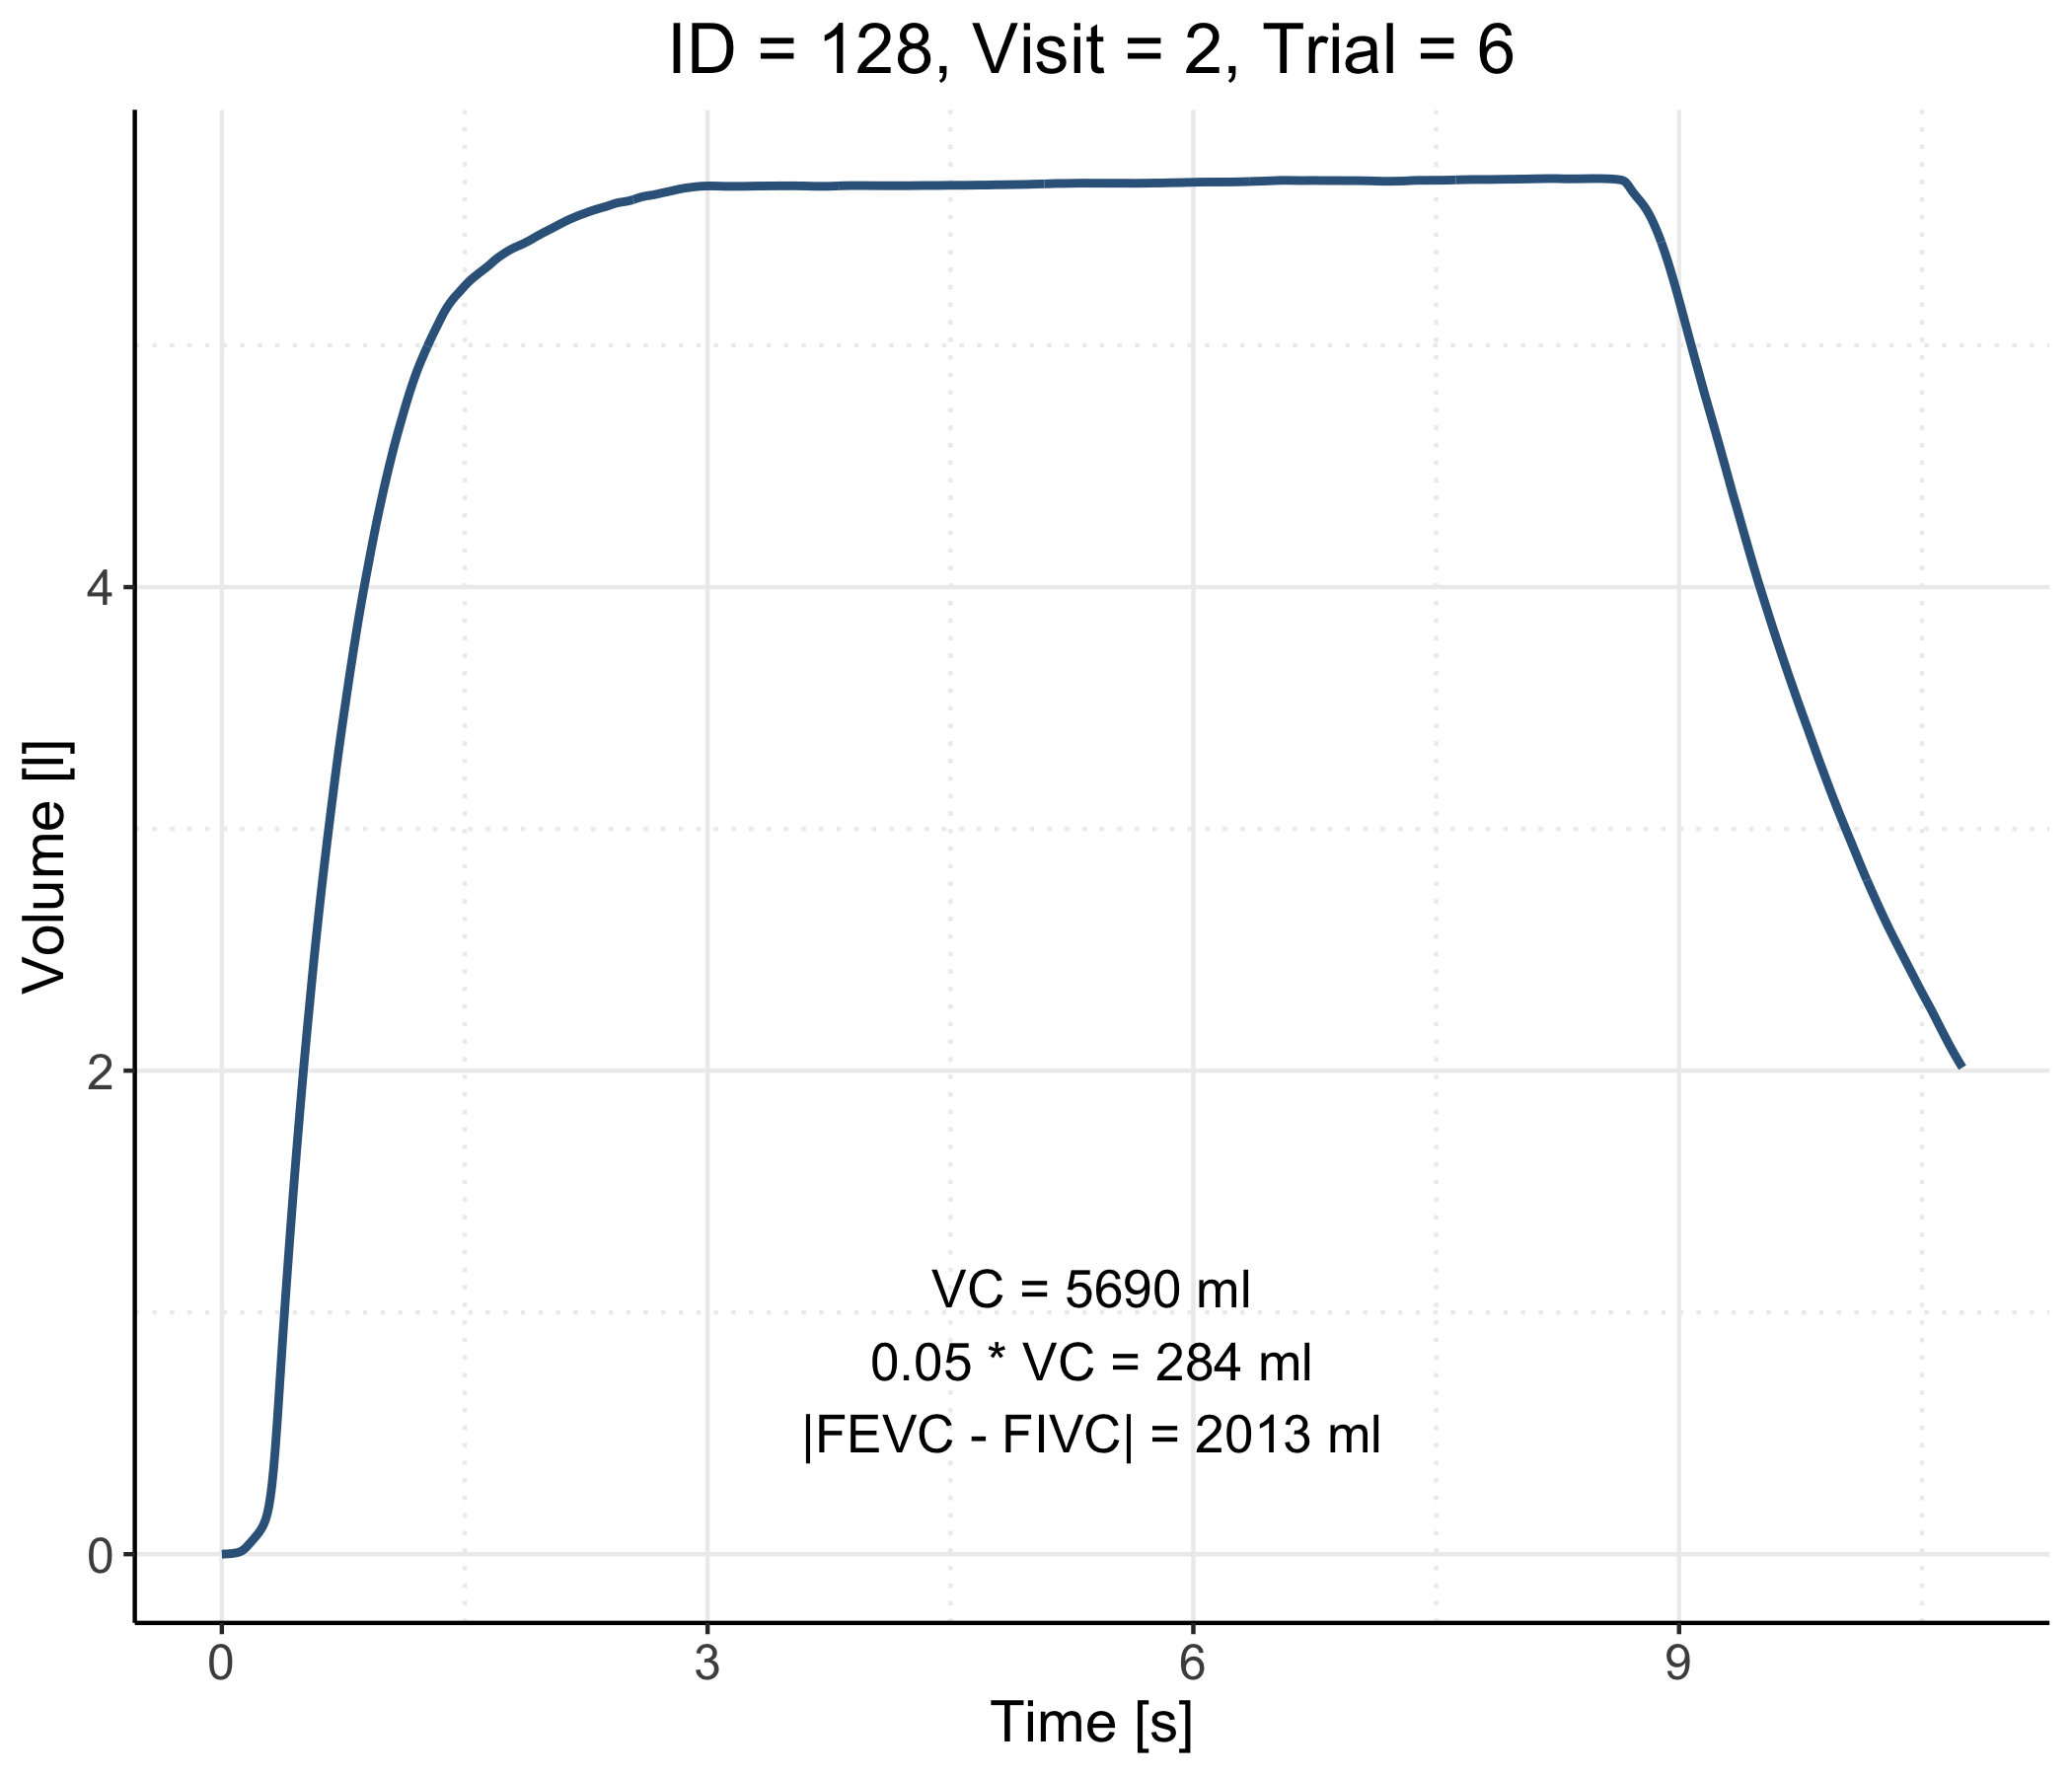 ID = 128, Visit = 2, Trial = 6
Volume [l]
4
2
0
VC = 5690 ml
0.05 * VC = 284 ml
|FEVC - FIVC| = 2013 ml
0 3 6 9
Time [s]